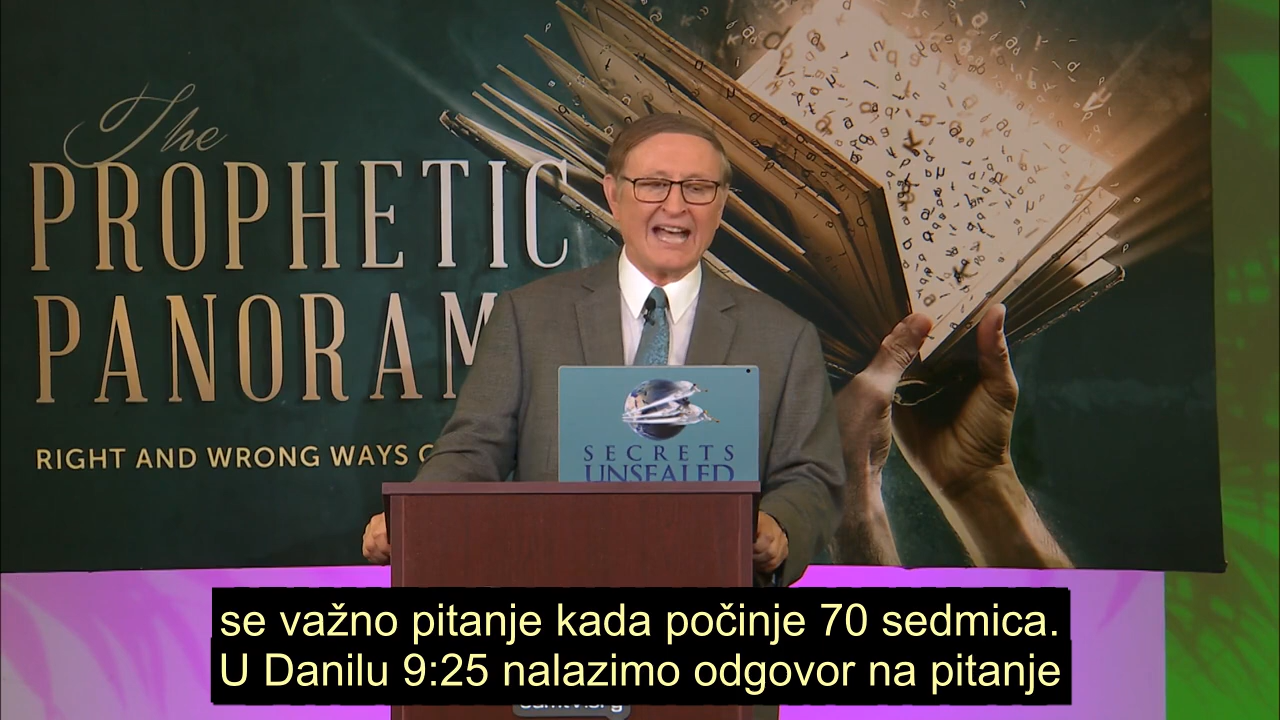 The
PROPHETIC
PANORAM
RIGHT AND WRONG WAYS
SECRETS
UNSEALED
se važno pitanje kada počinje 70 sedmica.
U Danilu 9:25 nalazimo odgovor na pitanje